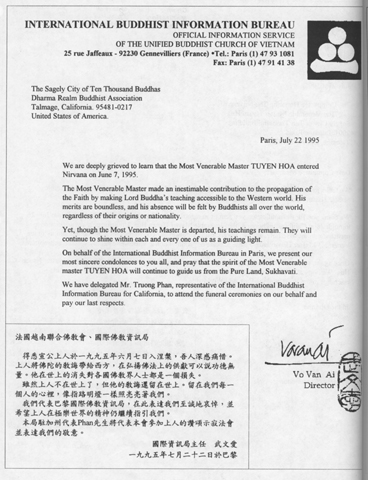 INTERNATIONAL BUDDHIST INFORMATION BUREAU
OFFICIAL INFORMATION SERVICE
OF THE UNIFIED BUDDHIST CHURCH OF VIETNAM
25 rue Jaffeaux - 92230 Gennevilliers (France) •Tel.: Paris (1) 47 93 1081
Fax: Paris (1) 47 91 41 38
The Sagely City of Ten Thousand Buddhas
Dharma Realm Buddhist Association
Talmage, California. 95481-0217
United States of America.
Paris, July 22 1995
We are deeply grieved to learn that the Most Venerable Master TUYEN HOA entered
Nirvana on June 7, 1995.
The Most Venerable Master made an inestimable contribution to the propagation of
the Faith by making Lord Buddha's teaching accessible to the Western world. His
merits are boundless, and his absence will be felt by Buddhists all over the world,
regardless of their origins or nationality.
Yet, though the Most Venerable Master is departed, his teachings remain. They will
continue to shine within each and every one of us as a guiding light.
On behalf of the International Buddhist Information Bureau in Paris, we present our
most sincere condolences to you all, and pray that the spirit of the Most Venerable
master TUYEN HOA will continue to guide us from the Pure Land, Sukhavati.
We have delegated Mr. Truong Phan, representative of the International Buddhist
Information Bureau for California, to attend the funeral ceremonies on our behalf and
pay our last respects.
Vo Van Ai
Director
法國越南聯合佛教會、國際佛教資訊局
得悉宣公上人於一九九五年六月七日入涅槃，吾人深感痛惜。
上人將佛陀的教誨帶給西方，在弘揚佛法上的供獻可以說功德無
量。他在世上的消失對各國佛教界人士都是一個損失。
雖然上人不在世上了，但他的教誨還留在世上。留在我們每一
個人的心裡，像指路明燈一樣照亮著我們。
我們代表巴黎國際佛教資訊局，在此表達我們至誠地哀悼，並
希望上人在極樂世界的精神仍繼續指引我們。
本局駐加州代表Phan先生將代表本會參加上人的讚頌示寂法會
並表達我們的敬意。
國際資訊局主任 武文愛
一九九五年七月二十二日於巴黎